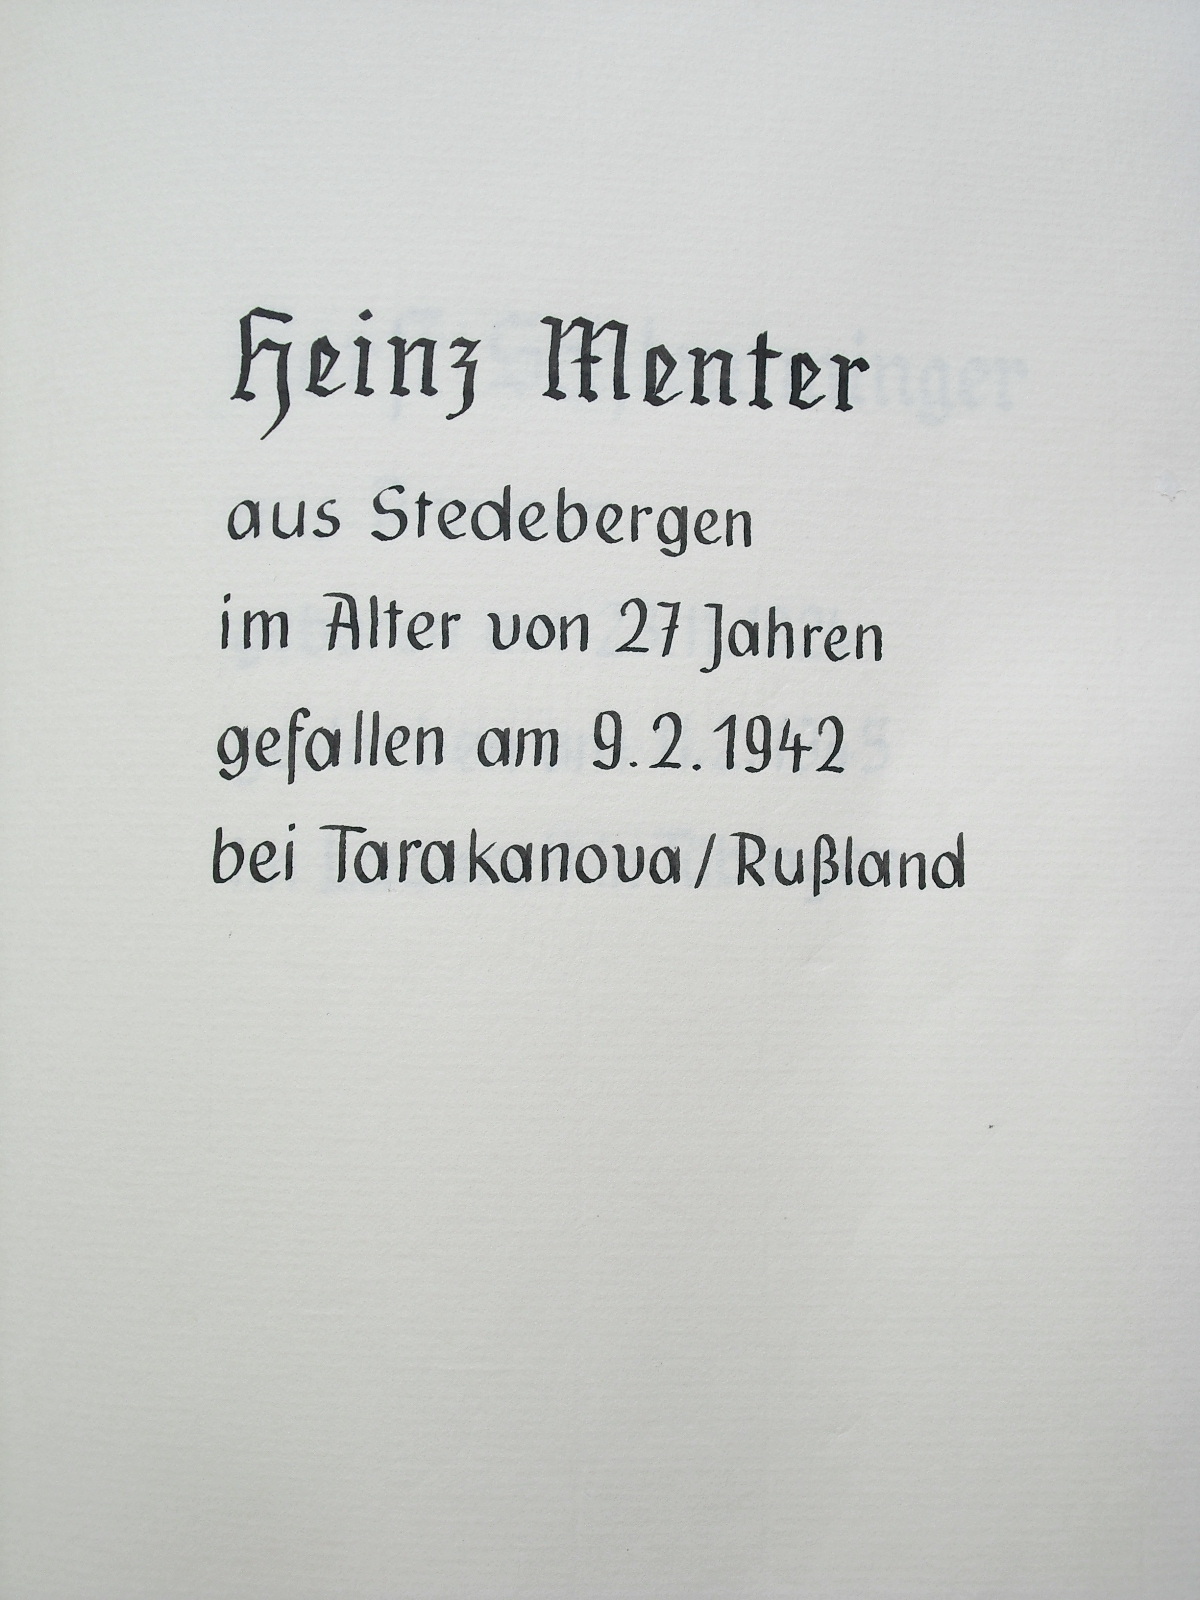 Heinz Menter
aus Stedebergen
im Alter von 27 Jahren
gefallen am 9.2.1942
bei Tarakanova/Rußland